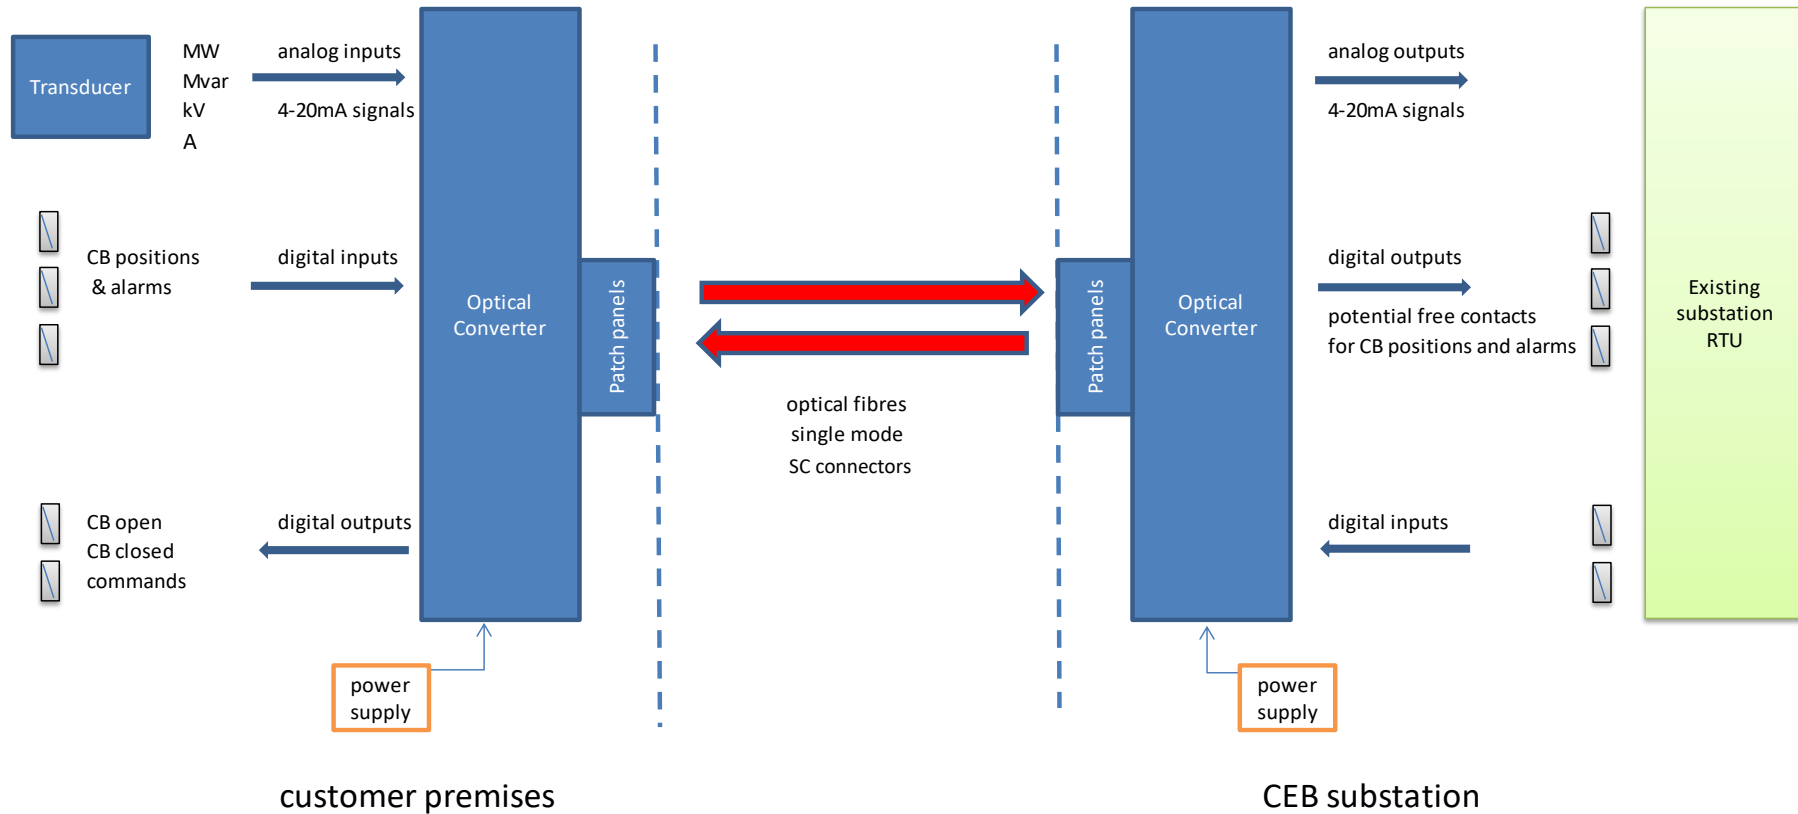 Transducer
MW
Mvar
kV
A
analog inputs
4-20mA signals
CB positions
& alarms
digital inputs
CB open
CB closed
commands
digital outputs
Optical
Converter
Patch panels
power
supply
optical fibres
single mode
SC connectors
Patch panels
Optical
Converter
power
supply
analog outputs
4-20mA signals
digital outputs
potential free contacts
for CB positions and alarms
digital inputs
Existing
substation
RTU
customer premises
CEB substation